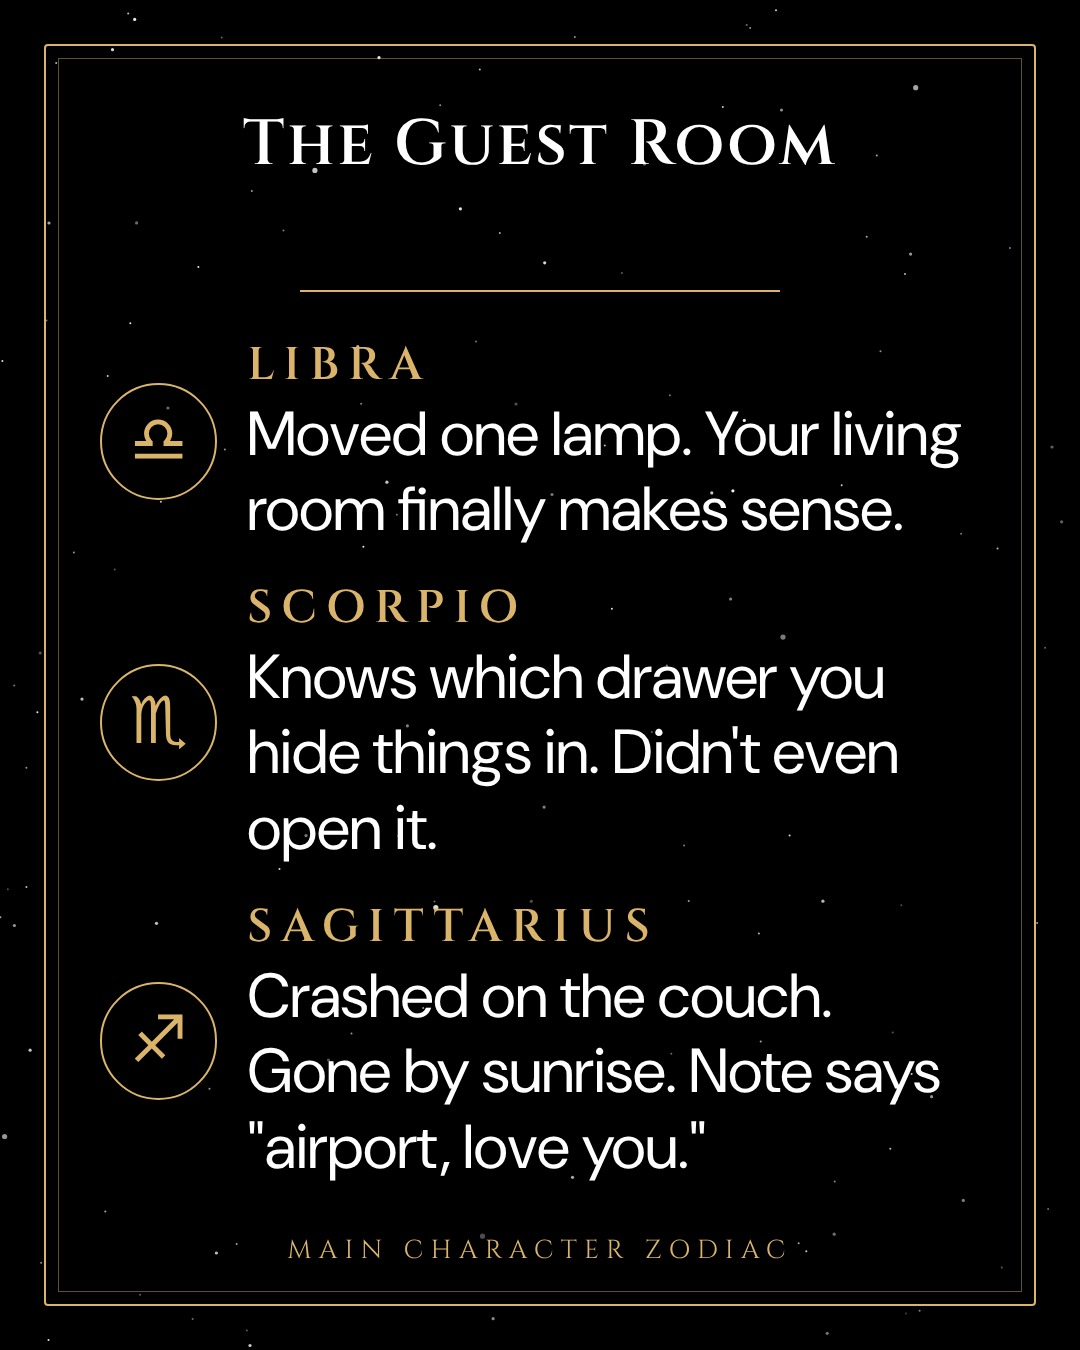 The Guest Room
LIBRA
Moved one lamp. Your living
room finally makes sense.
SCORPIO
Knows which drawer you
hide things in. Didn't even
open it.
SAGITTARIUS
Crashed on the couch.
Gone by sunrise. Note says
"airport, love you."
MAIN CHARACTER ZODIAC